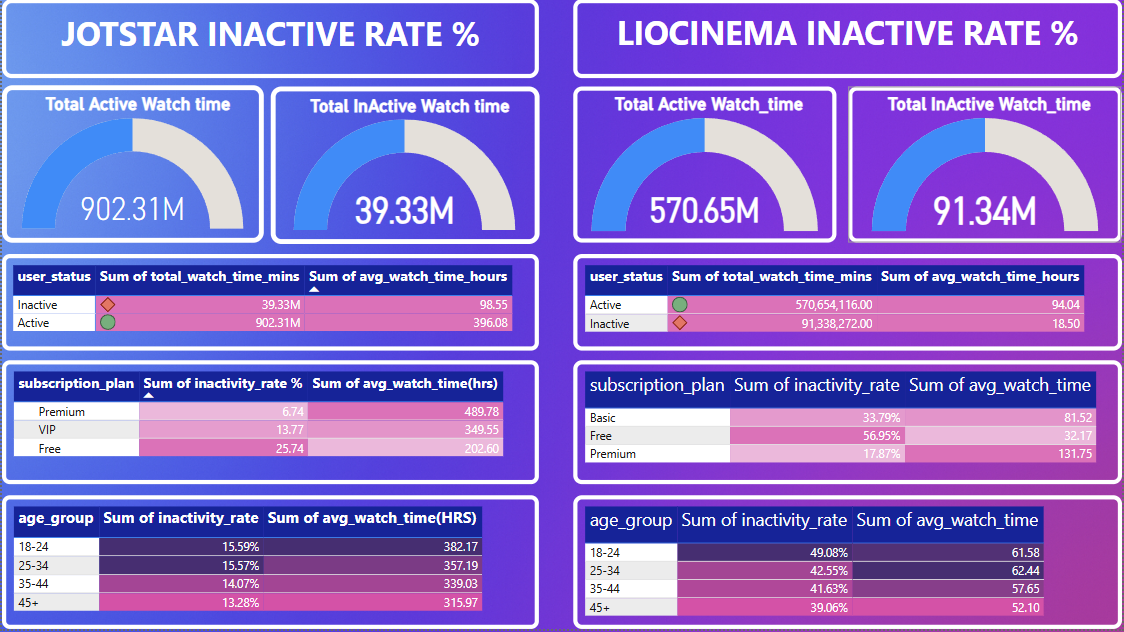 JOTSTAR INACTIVE RATE %
Total Active Watch time
902.31M
Total InActive Watch time
39.33M
user_status Sum of total_watch_time_mins Sum of avg_watch_time_hours
Inactive 39.33M 98.55
Active 902.31M 396.08
subscription_plan Sum of inactivity_rate % Sum of avg_watch_time(hrs)
Premium 6.74 489.78
VIP 13.77 349.55
Free 25.74 202.60
age_group Sum of inactivity_rate Sum of avg_watch_time(HRS)
18-24 15.59% 382.17
25-34 15.57% 357.19
35-44 14.07% 339.03
45+ 13.28% 315.97
LIOCINEMA INACTIVE RATE %
Total Active Watch_time
570.65M
Total InActive Watch_time
91.34M
user_status Sum of total_watch_time_mins Sum of avg_watch_time_hours
Active 570,654,116.00 94.04
Inactive 91,338,272.00 18.50
subscription_plan Sum of inactivity_rate Sum of avg_watch_time
Basic 33.79% 81.52
Free 56.95% 32.17
Premium 17.87% 131.75
age_group Sum of inactivity_rate Sum of avg_watch_time
18-24 49.08% 61.58
25-34 42.55% 62.44
35-44 41.63% 57.65
45+ 39.06% 52.10